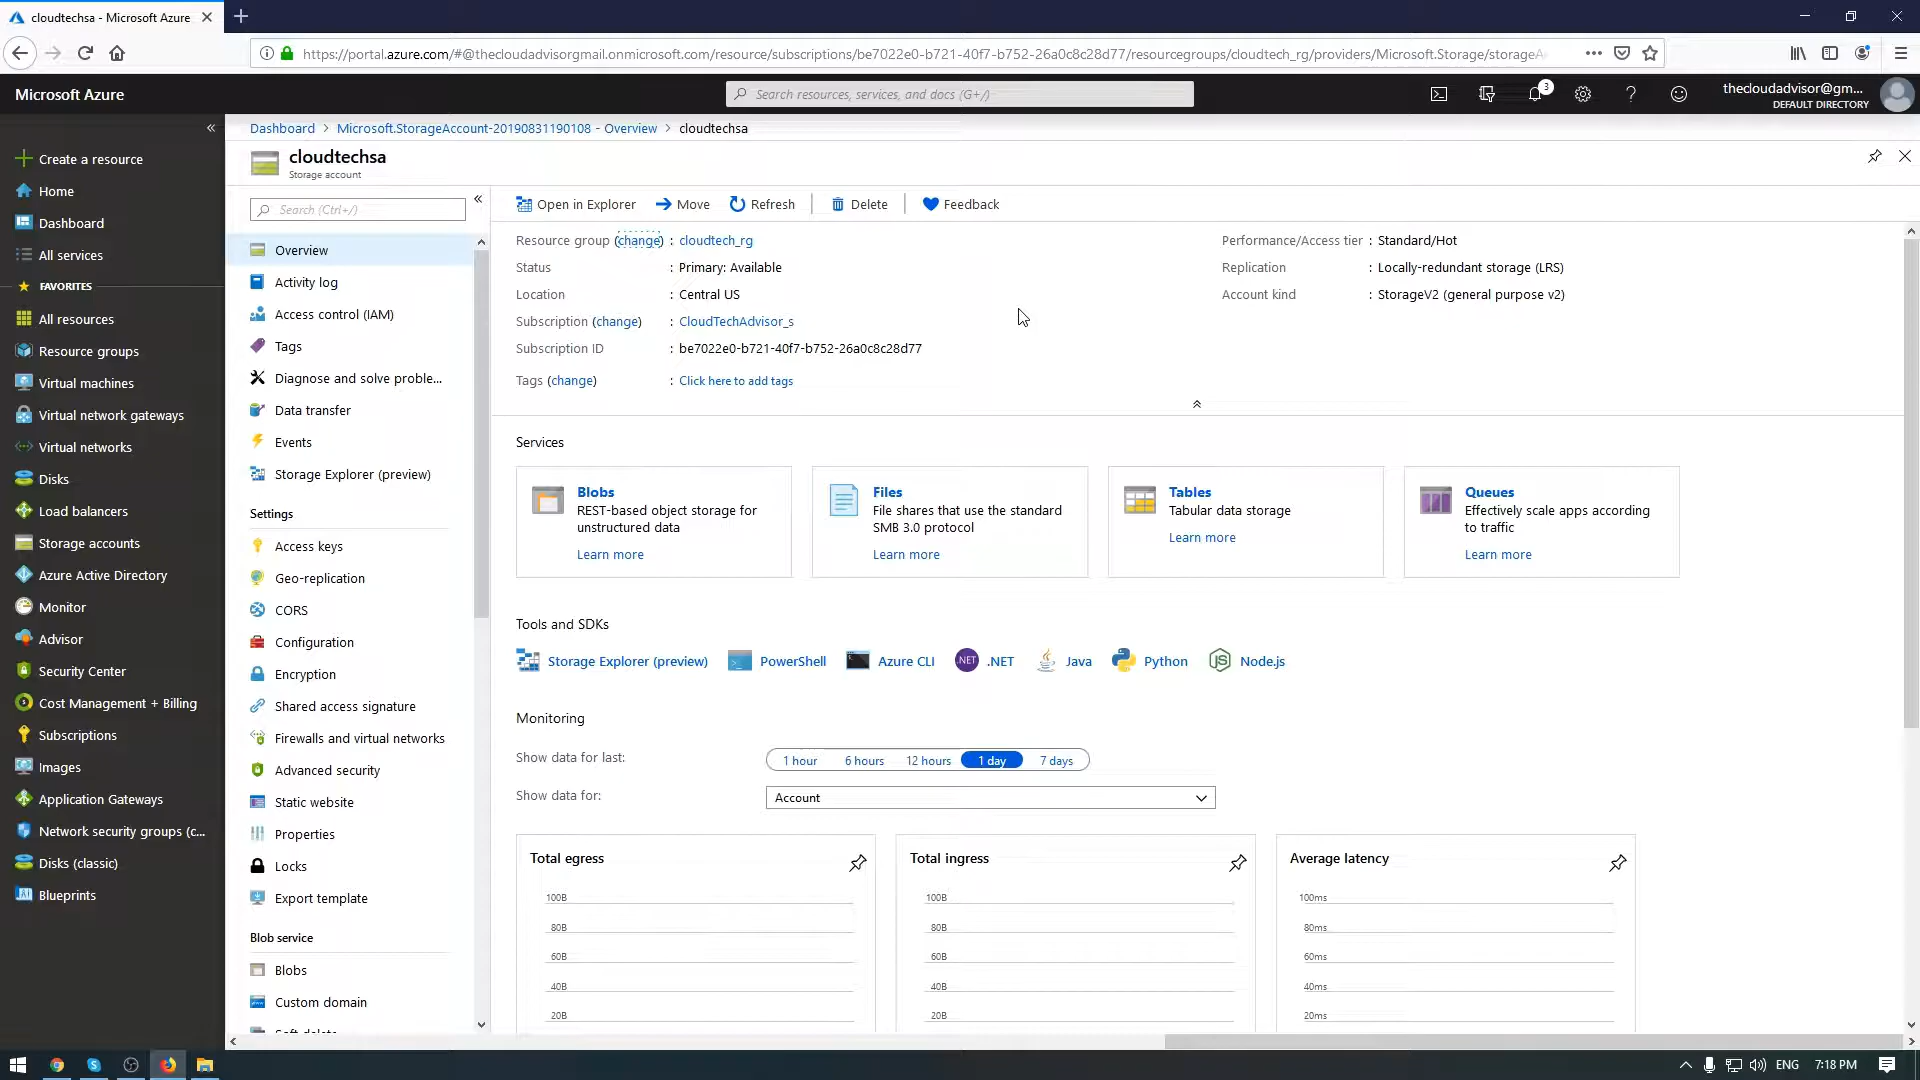 cloudtechsa - Microsoft Azure
https://portal.azure.com/#@thecloudadvisorgmail.onmicrosoft.com/resource/subscriptions/be7022e0-b721-40f7-b752-26a0c8c28d77/resourcegroups/cloudtech_rg/providers/Microsoft.Storage/storageA
Microsoft Azure
Search resources, services, and docs (G+/)
3
thecloudadvisor@gm...
DEFAULT DIRECTORY
Create a resource
Home
Dashboard
All services
FAVORITES
All resources
Resource groups
Virtual machines
Virtual network gateways
Virtual networks
Disks
Load balancers
Storage accounts
Azure Active Directory
Monitor
Advisor
Security Center
Cost Management + Billing
Subscriptions
Images
Application Gateways
Network security groups (c...
Disks (classic)
Blueprints
Dashboard > Microsoft.StorageAccount-20190831190108 - Overview > cloudtechsa
cloudtechsa
Storage account
Search (Ctrl+/)
Overview
Activity log
Access control (IAM)
Tags
Diagnose and solve proble...
Data transfer
Events
Storage Explorer (preview)
Settings
Access keys
Geo-replication
CORS
Configuration
Encryption
Shared access signature
Firewalls and virtual networks
Advanced security
Static website
Properties
Locks
Export template
Blob service
Blobs
Custom domain
Soft delete
Open in Explorer Move Refresh Delete Feedback
Resource group (change) : cloudtech_rg
Status : Primary: Available
Location : Central US
Subscription (change) : CloudTechAdvisor_s
Subscription ID : be7022e0-b721-40f7-b752-26a0c8c28d77
Tags (change) : Click here to add tags
Performance/Access tier : Standard/Hot
Replication : Locally-redundant storage (LRS)
Account kind : StorageV2 (general purpose v2)
Services
Blobs
REST-based object storage for
unstructured data
Learn more
Files
File shares that use the standard
SMB 3.0 protocol
Learn more
Tables
Tabular data storage
Learn more
Queues
Effectively scale apps according
to traffic
Learn more
Tools and SDKs
Storage Explorer (preview) PowerShell Azure CLI .NET .NET Java Python Node.js
Monitoring
Show data for last: 1 hour 6 hours 12 hours 1 day 7 days
Show data for: Account
Total egress
100B
80B
60B
40B
20B
Total ingress
100B
80B
60B
40B
20B
Average latency
100ms
80ms
60ms
40ms
20ms
ENG 7:18 PM